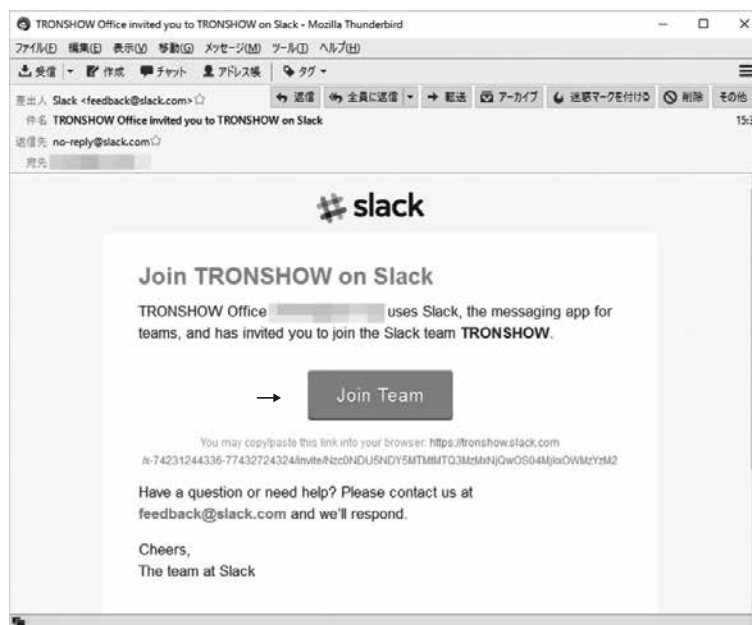 TRONSHOW Office invited you to TRONSHOW on Slack - Mozilla Thunderbird
ファイル(F) 編集(E) 表示(V) 移動(G) メッセージ(M) ツール(T) ヘルプ(H)
受信 作成 チャット アドレス帳 タグ
差出人 Slack <feedback@slack.com> 返信 全員に返信 転送 アーカイブ 迷惑マークを付ける 削除 その他
件名 TRONSHOW Office invited you to TRONSHOW on Slack 15:3
返信先 no-reply@slack.com
宛先
slack
Join TRONSHOW on Slack
TRONSHOW Office uses Slack, the messaging app for
teams, and has invited you to join the Slack team TRONSHOW.
→ Join Team
You may copy/paste this link into your browser: https://tronshow.slack.com
Have a question or need help? Please contact us at
feedback@slack.com and we'll respond.
Cheers,
The team at Slack